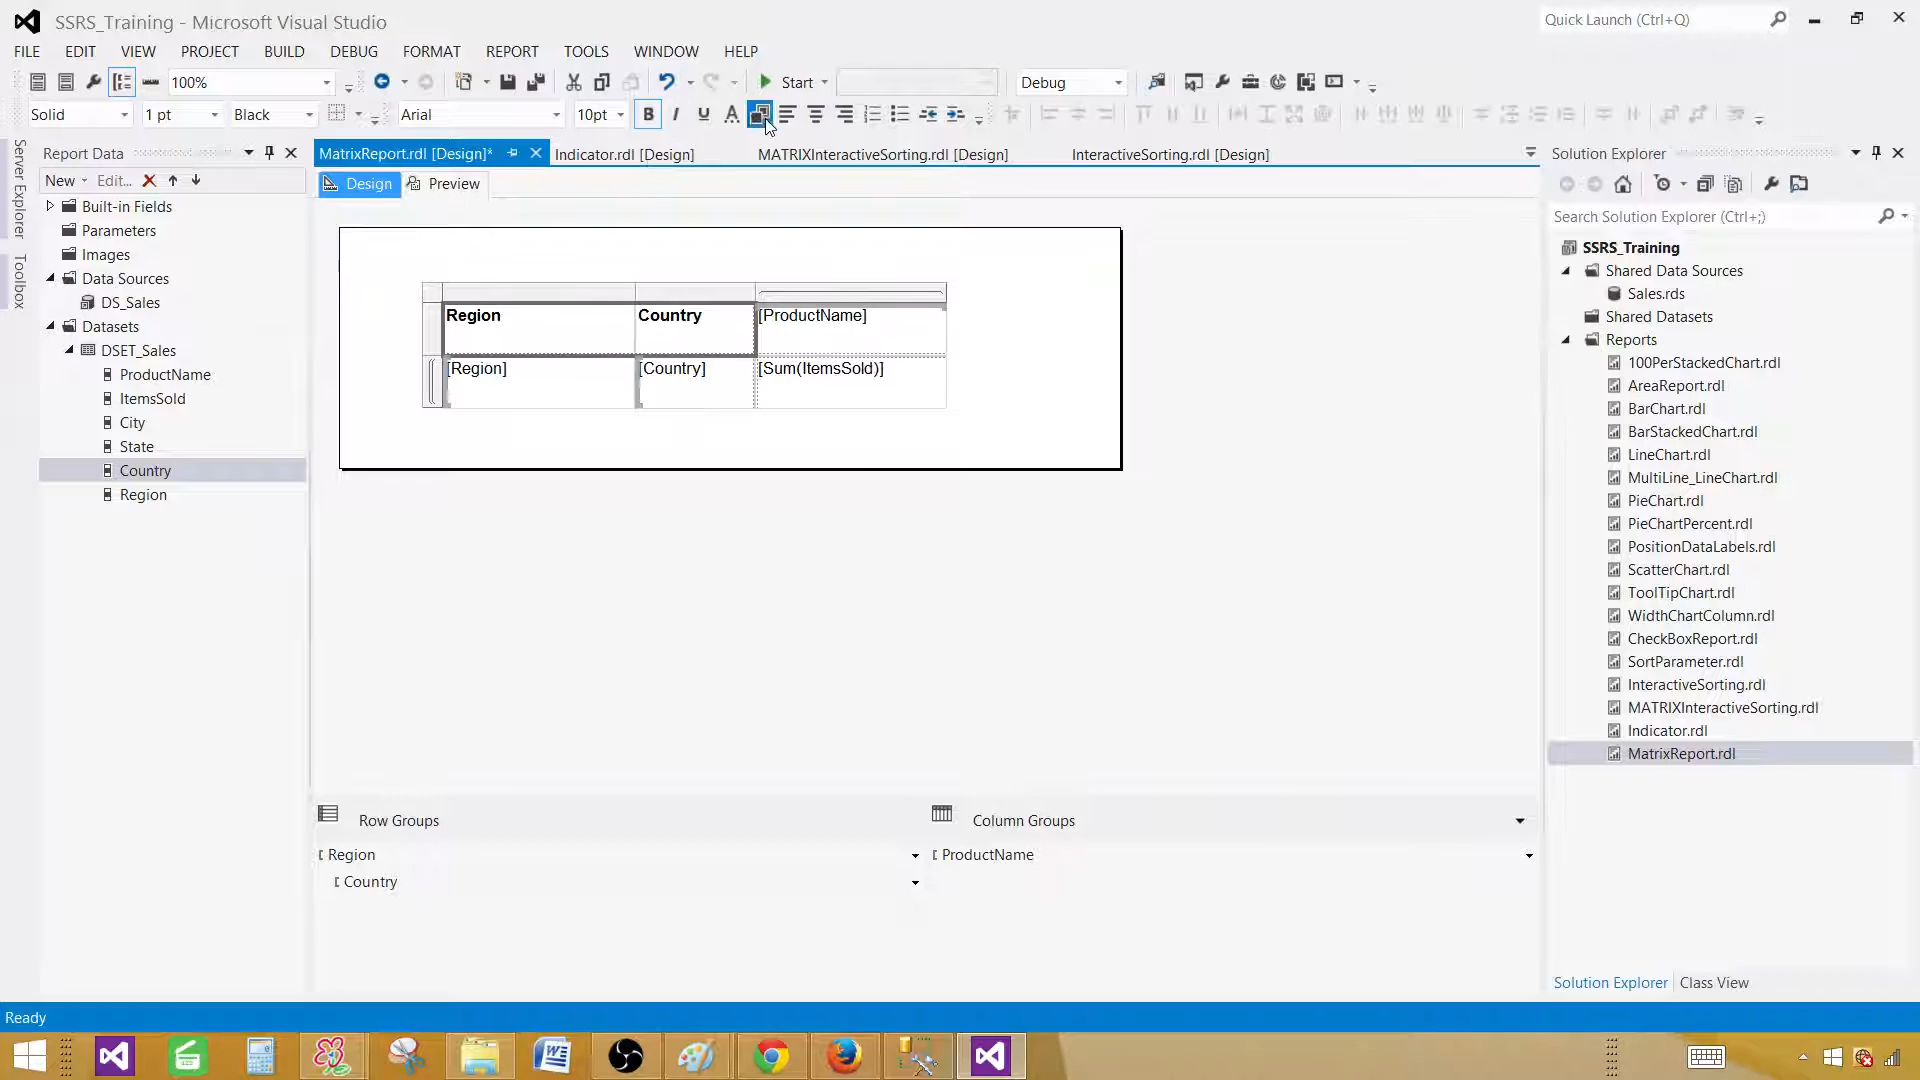 SSRS_Training - Microsoft Visual Studio
Quick Launch (Ctrl+Q)
FILE EDIT VIEW PROJECT BUILD DEBUG FORMAT REPORT TOOLS WINDOW HELP
100% Start Debug
Solid 1 pt Black Arial 10pt B I U A
Server Explorer
Toolbox
Report Data
New Edit...
Built-in Fields
Parameters
Images
Data Sources
DS_Sales
Datasets
DSET_Sales
ProductName
ItemsSold
City
State
Country
Region
MatrixReport.rdl [Design]* Indicator.rdl [Design] MATRIXInteractiveSorting.rdl [Design] InteractiveSorting.rdl [Design]
Design Preview
Region Country [ProductName]
[Region] [Country] [Sum(ItemsSold)]
Row Groups
Region
Country
Column Groups
ProductName
Solution Explorer
Search Solution Explorer (Ctrl+;)
SSRS_Training
Shared Data Sources
Sales.rds
Shared Datasets
Reports
100PerStackedChart.rdl
AreaReport.rdl
BarChart.rdl
BarStackedChart.rdl
LineChart.rdl
MultiLine_LineChart.rdl
PieChart.rdl
PieChartPercent.rdl
PositionDataLabels.rdl
ScatterChart.rdl
ToolTipChart.rdl
WidthChartColumn.rdl
CheckBoxReport.rdl
SortParameter.rdl
InteractiveSorting.rdl
MATRIXInteractiveSorting.rdl
Indicator.rdl
MatrixReport.rdl
Solution Explorer Class View
Ready